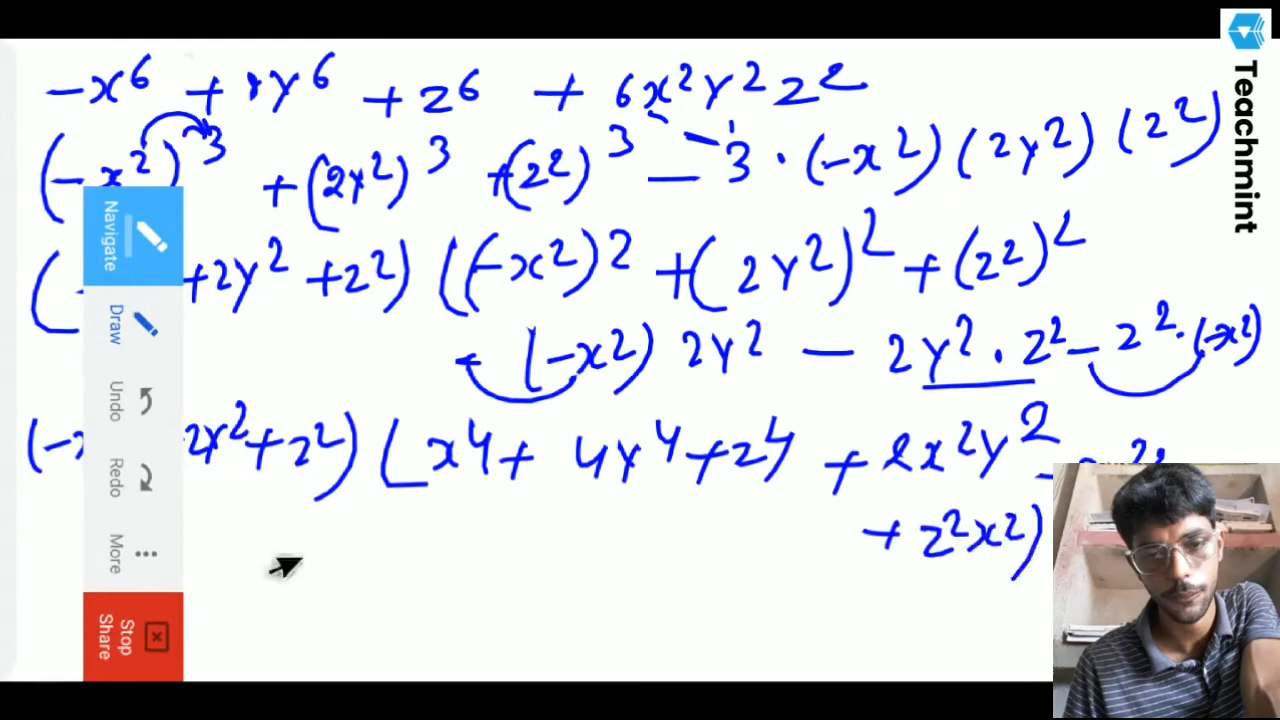 Teachmint
-x⁶ + 8y⁶ + z⁶ + 6x²y²z²
(-x²)³ + (2y²)³ + (z²)³ - 3 · (-x²) (2y²) (z²)
+2y² + z²) ((-x²)² + (2y²)² + (z²)²
- (-x²) 2y² - 2y² · z² - z² · (-x²)
(-x 2y² + z²) (x⁴ + 4y⁴ + z⁴ + 2x²y² -
+ z²x²)
Navigate
Draw
Undo
Redo
More
Stop
Share